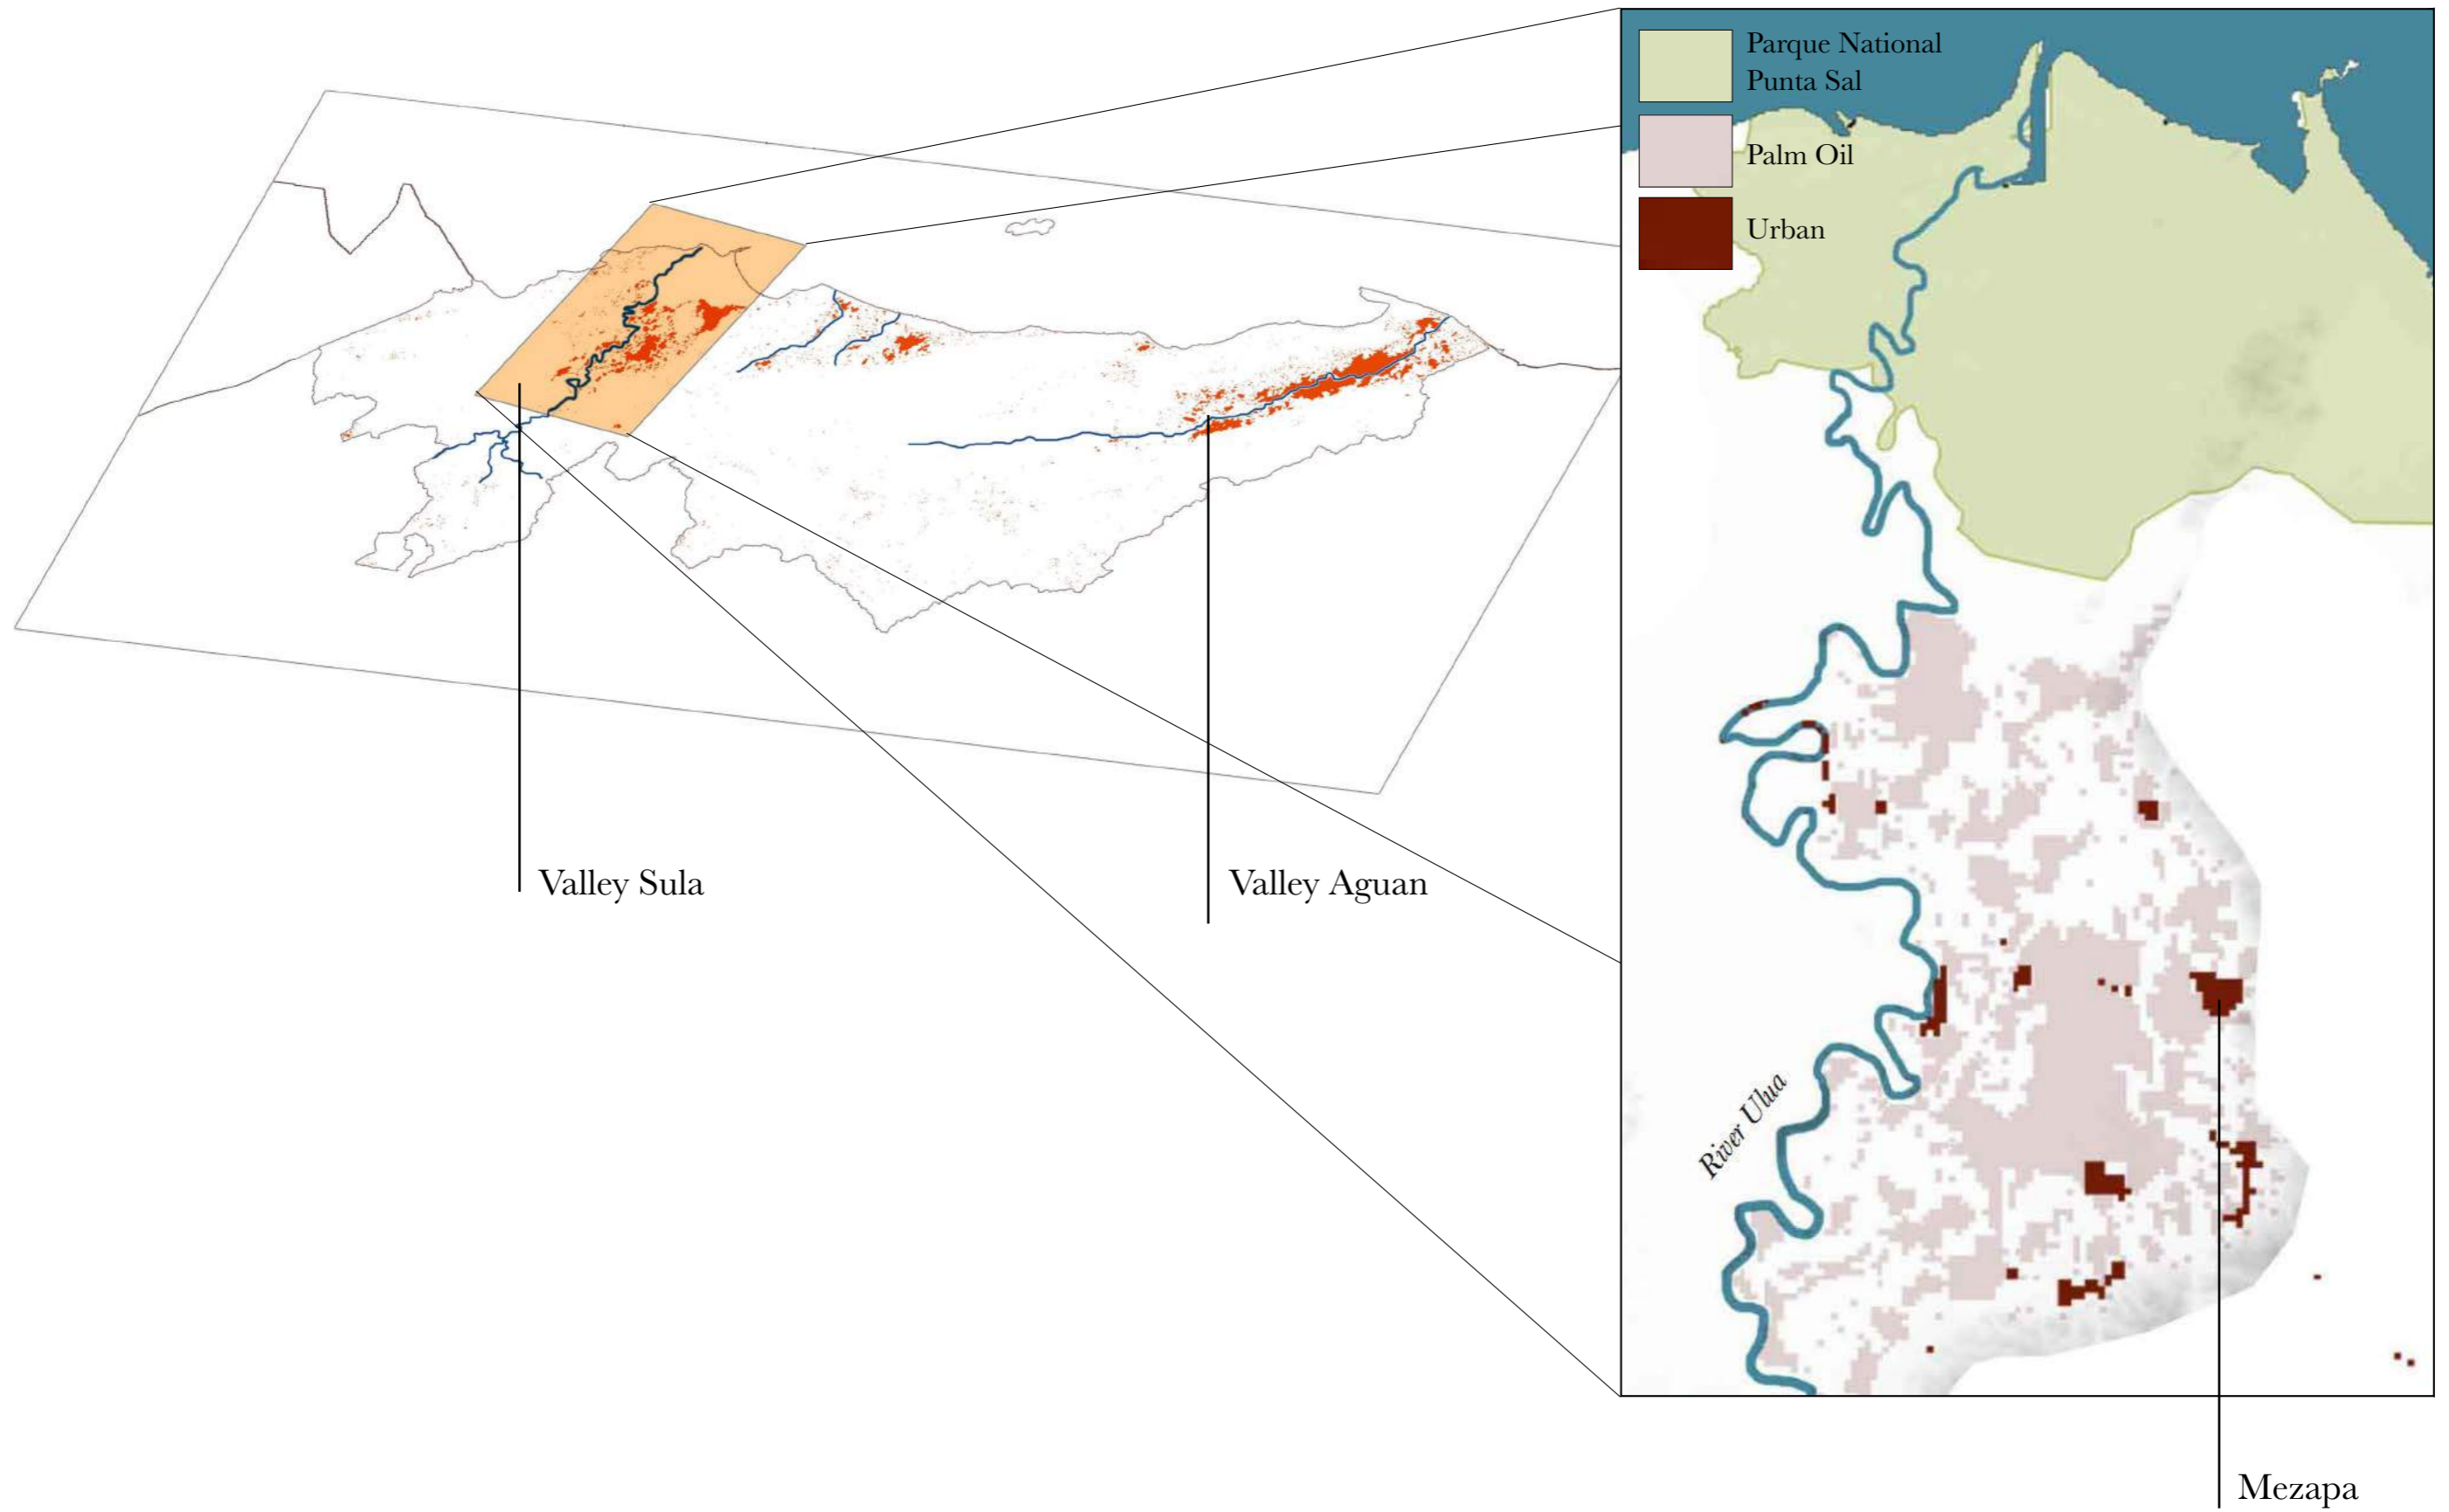 Parque National
Punta Sal
Palm Oil
Urban
Valley Sula
Valley Aguan
River Ulua
Mezapa